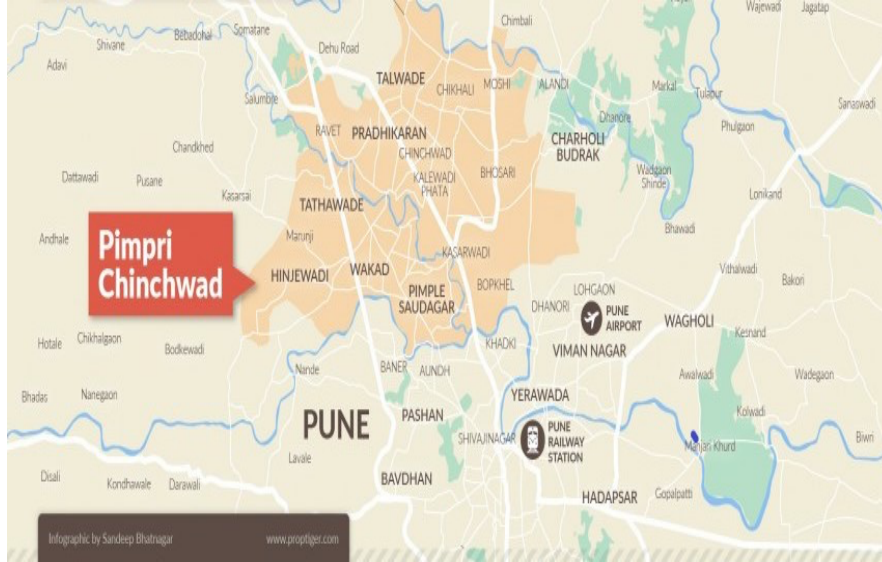 Chimbali
Wajewadi
Jagatap
Bebadohal
Somatane
Shivane
Dehu Road
Adavi
TALWADE
CHIKHALI
MOSHI
ALANDI
Markal
Tulapur
Salumbre
Sanaswadi
Dhanore
Phulgaon
RAVET
PRADHIKARAN
CHARHOLI
BUDRAK
Chandkhed
CHINCHWAD
KALEWADI
PHATA
BHOSARI
Wadgaon
Shinde
Dattawadi
Pusane
Kasarsai
Lonikand
TATHAWADE
Bhawadi
Andhale
Marunji
Pimpri
Chinchwad
KASARWADI
HINJEWADI
WAKAD
Vithalwadi
Bakori
PIMPLE
SAUDAGAR
BOPKHEL
LOHGAON
DHANORI
PUNE
AIRPORT
WAGHOLI
Kesnand
Hotale
Chikhalgaon
Bodkewadi
KHADKI
VIMAN NAGAR
Nande
BANER
AUNDH
Awalwadi
Wadegaon
Bhadas
Nanegaon
YERAWADA
Kolwadi
PUNE
PASHAN
SHIVAJINAGAR
PUNE
RAILWAY
STATION
Manjari Khurd
Biwri
Lavale
Disali
Kondhawale
Darawali
BAVDHAN
HADAPSAR
Gopalpatti
Infographic by Sandeep Bhatnagar
www.proptiger.com